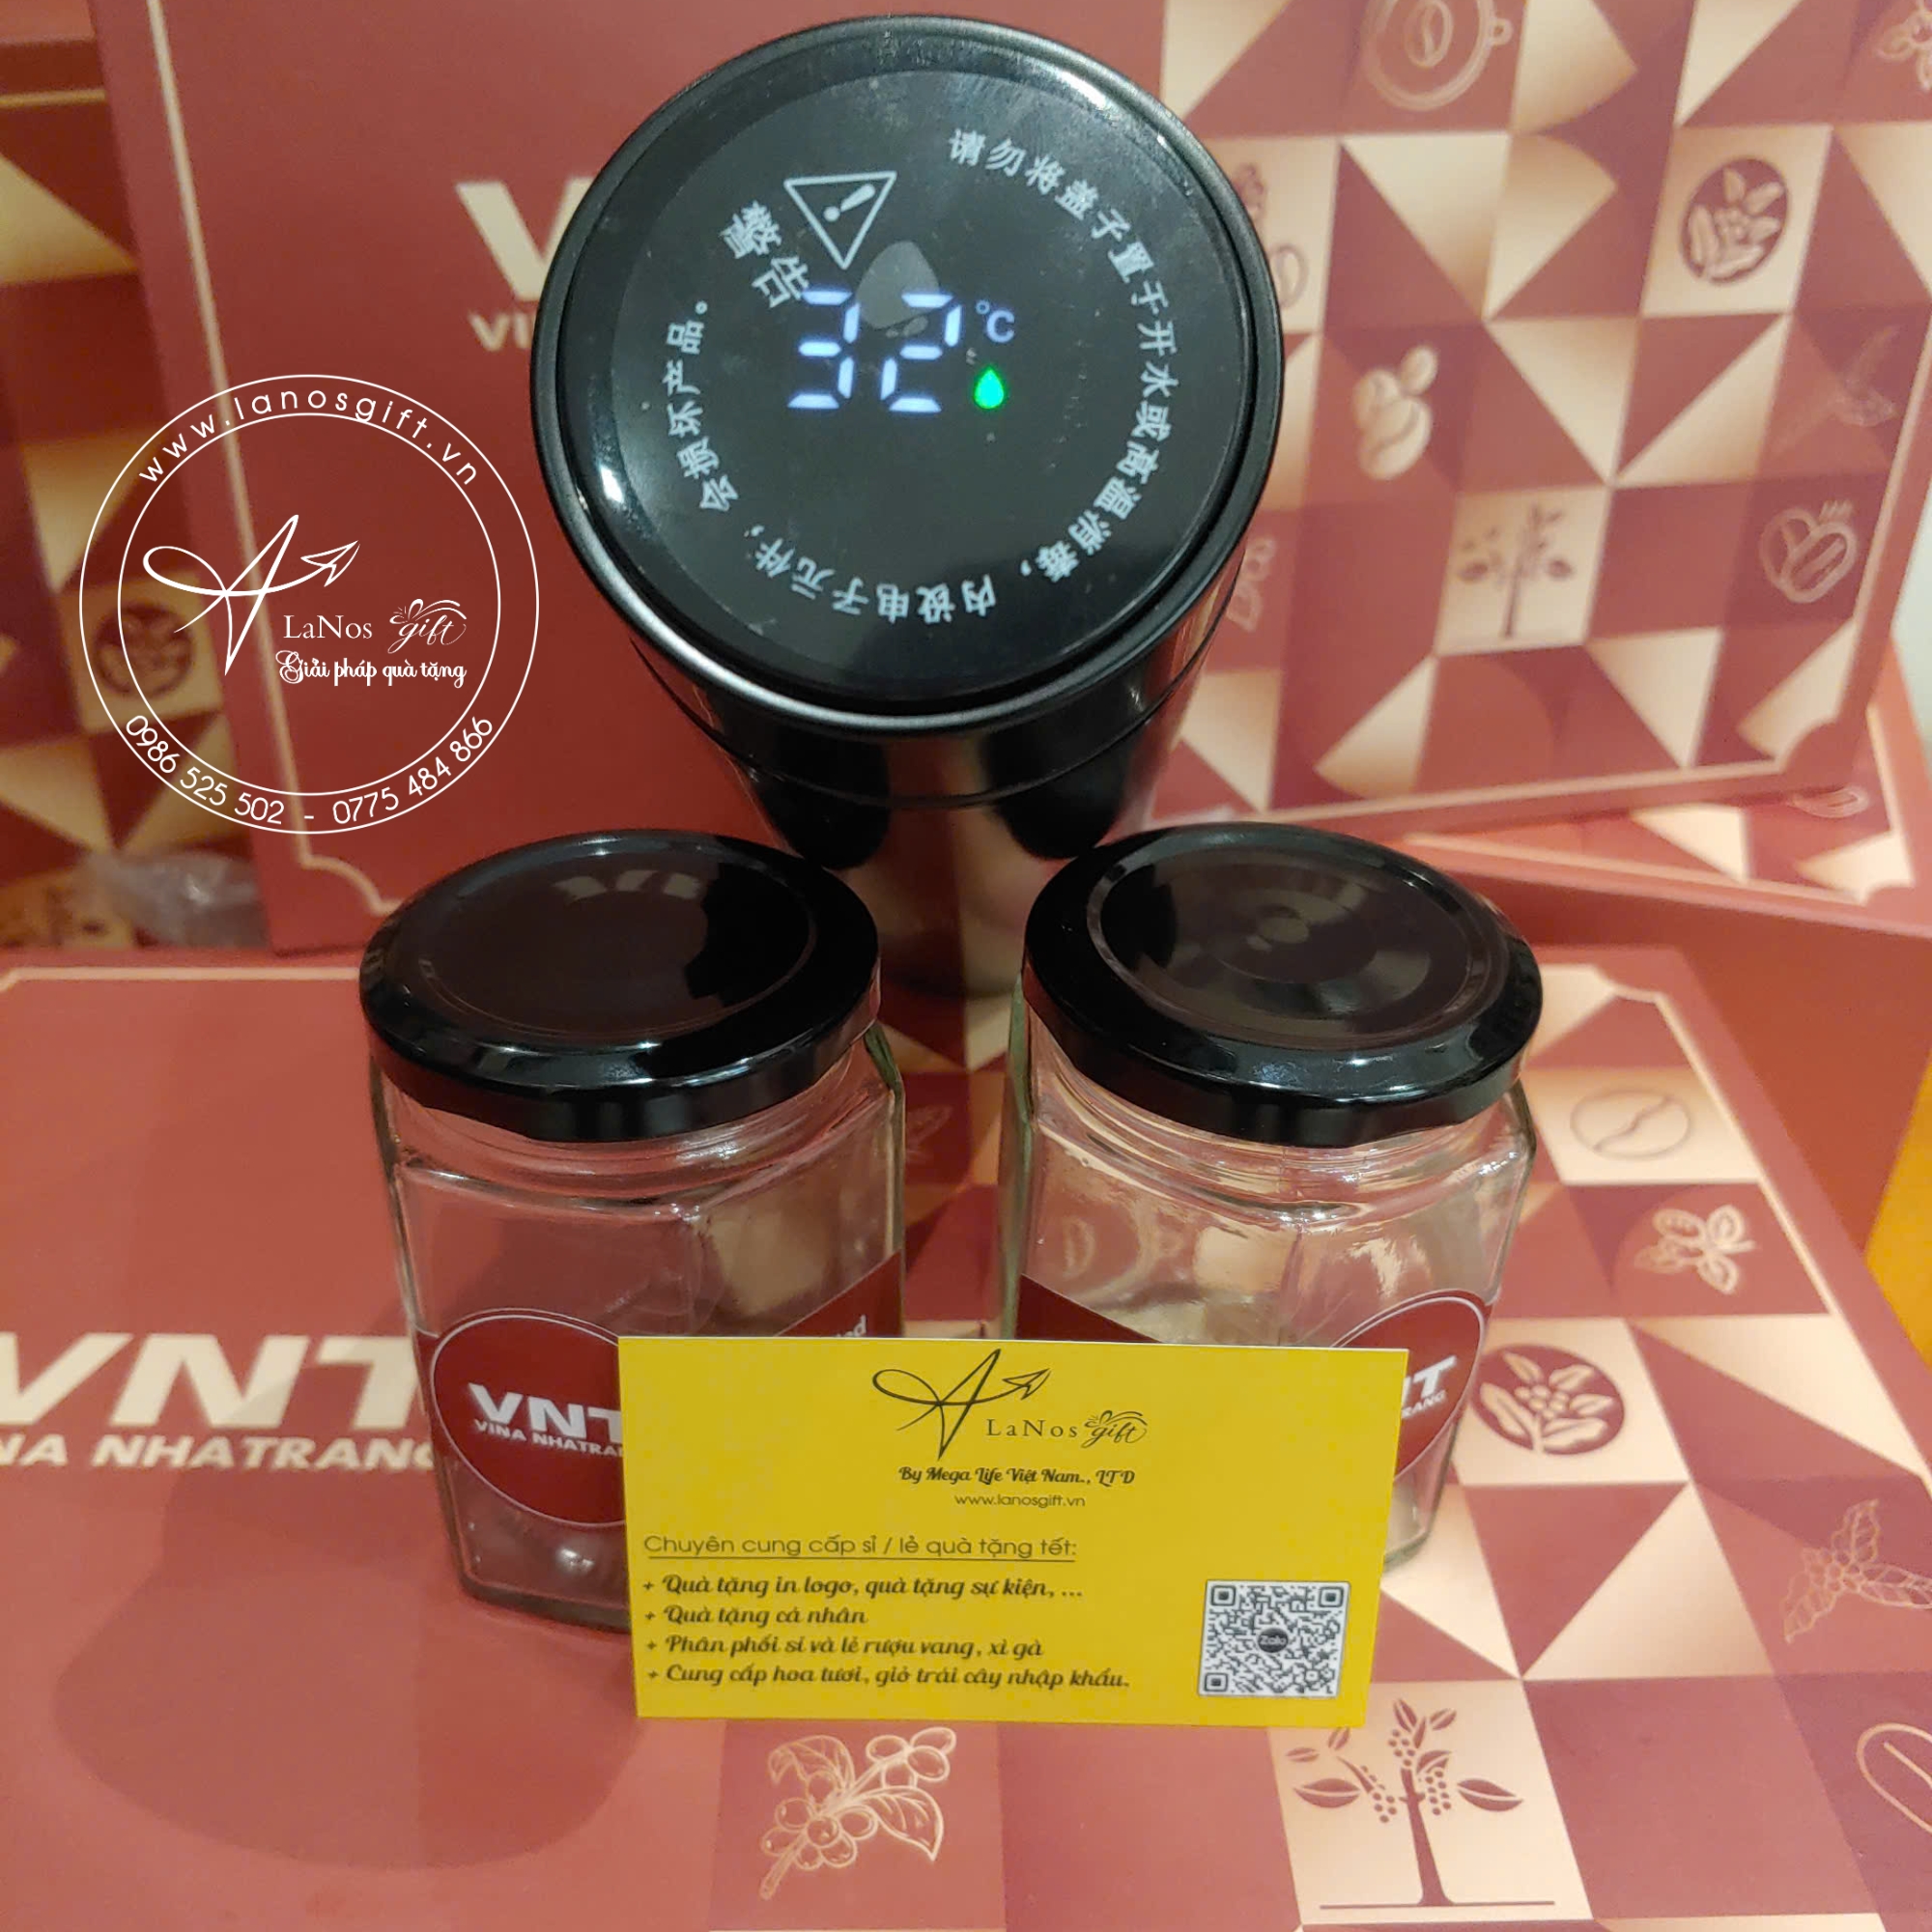 警告
请勿将盖子置于开水或高温消毒，内设电子元件，会损坏产品。
32 °C
www.lanosgift.vn
LaNos gift
Giải pháp quà tặng
0986 525 502 - 0775 484 866
VNT
VINA NHATRANG
LaNos gift
By Mega Life Việt Nam., LTD
www.lanosgift.vn
Chuyên cung cấp sỉ / lẻ quà tặng tết:
+ Quà tặng in logo, quà tặng sự kiện, ...
+ Quà tặng cá nhân
+ Phân phối sỉ và lẻ rượu vang, xì gà
+ Cung cấp hoa tươi, giỏ trái cây nhập khẩu.
Zalo